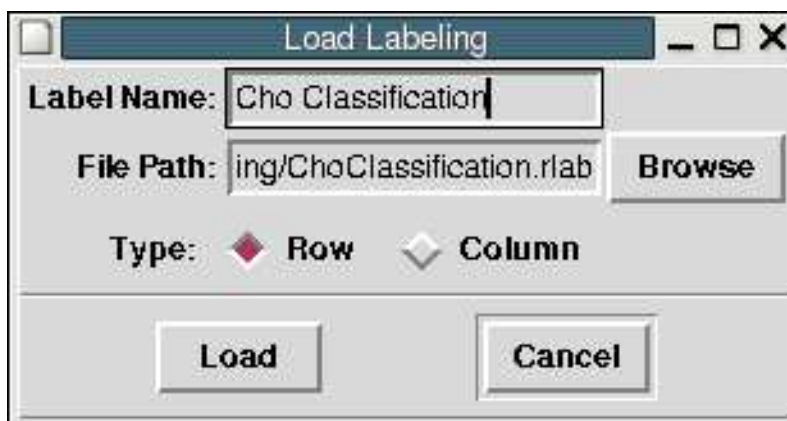 Load Labeling
Label Name: Cho Classification
File Path: ing/ChoClassification.rlab Browse
Type: Row Column
Load Cancel